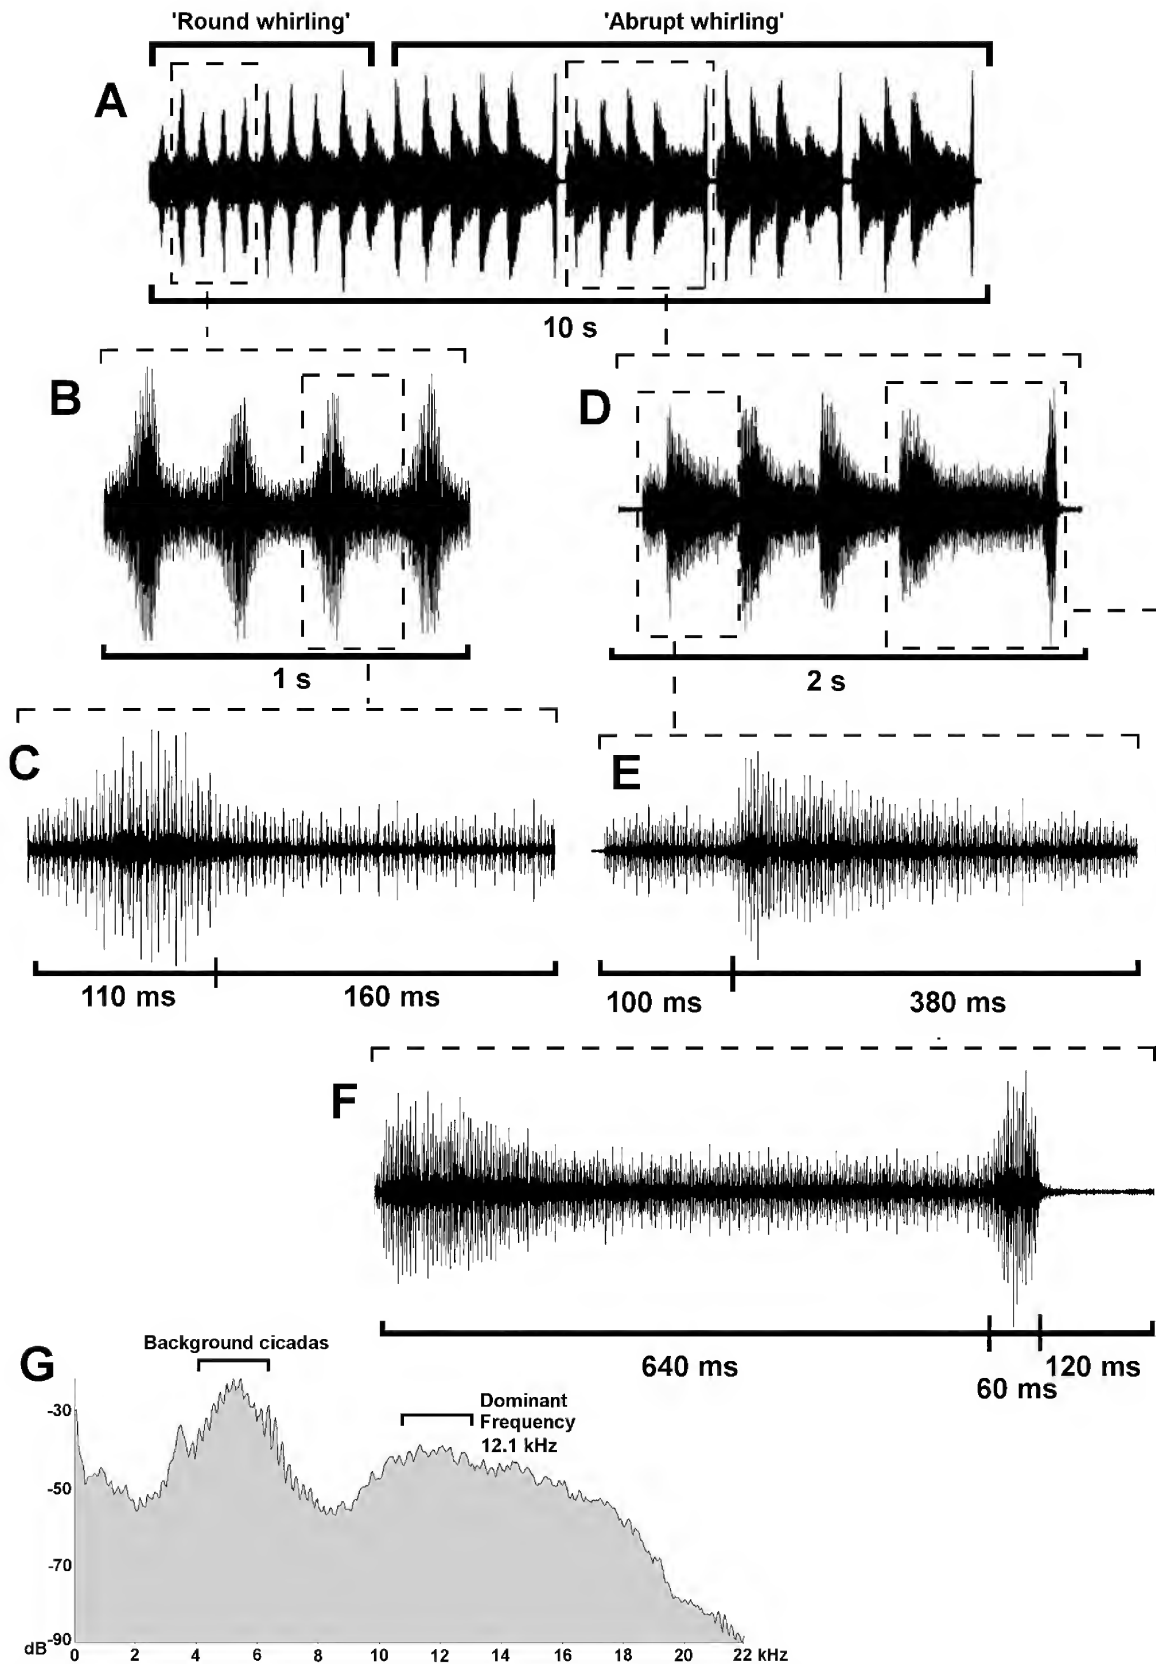 'Round whirling' 'Abrupt whirling'
A
10 s
B
D
1 s
2 s
C
E
110 ms 160 ms
100 ms 380 ms
F
640 ms 60 ms 120 ms
G
Background cicadas
Dominant
Frequency
12.1 kHz
-30
-50
-70
dB -90
0 2 4 6 8 10 12 14 16 18 20 22 kHz